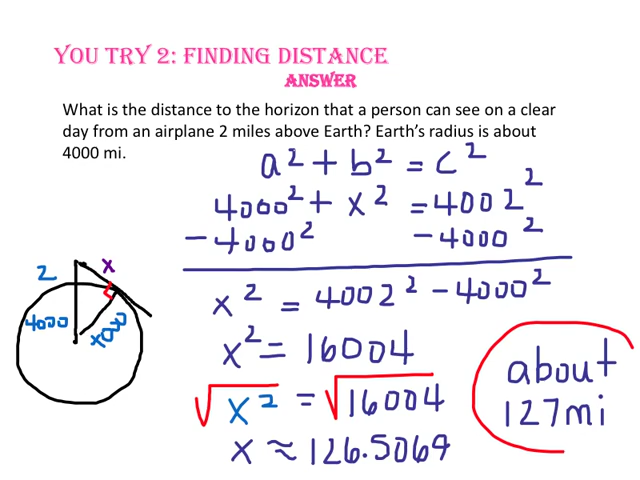 YOU TRY 2: FINDING DISTANCE
ANSWER
What is the distance to the horizon that a person can see on a clear
day from an airplane 2 miles above Earth? Earth's radius is about
4000 mi.
a² + b² = c²
4000² + x² = 4002²
- 4000² - 4000²
x² = 4002² - 4000²
x² = 16004
√x² = √16004
x ≈ 126.5069
about
127mi
2
x
4000
4000